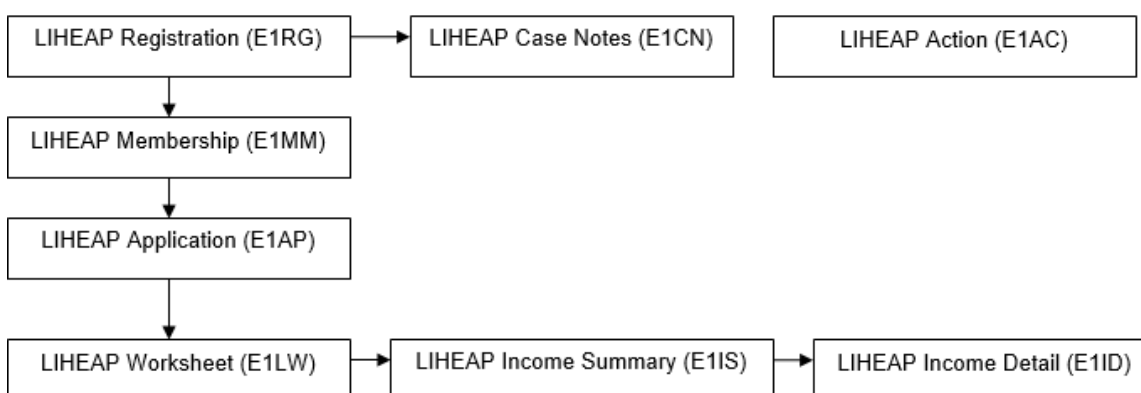 LIHEAP Registration (E1RG)
LIHEAP Case Notes (E1CN)
LIHEAP Action (E1AC)
LIHEAP Membership (E1MM)
LIHEAP Application (E1AP)
LIHEAP Worksheet (E1LW)
LIHEAP Income Summary (E1IS)
LIHEAP Income Detail (E1ID)